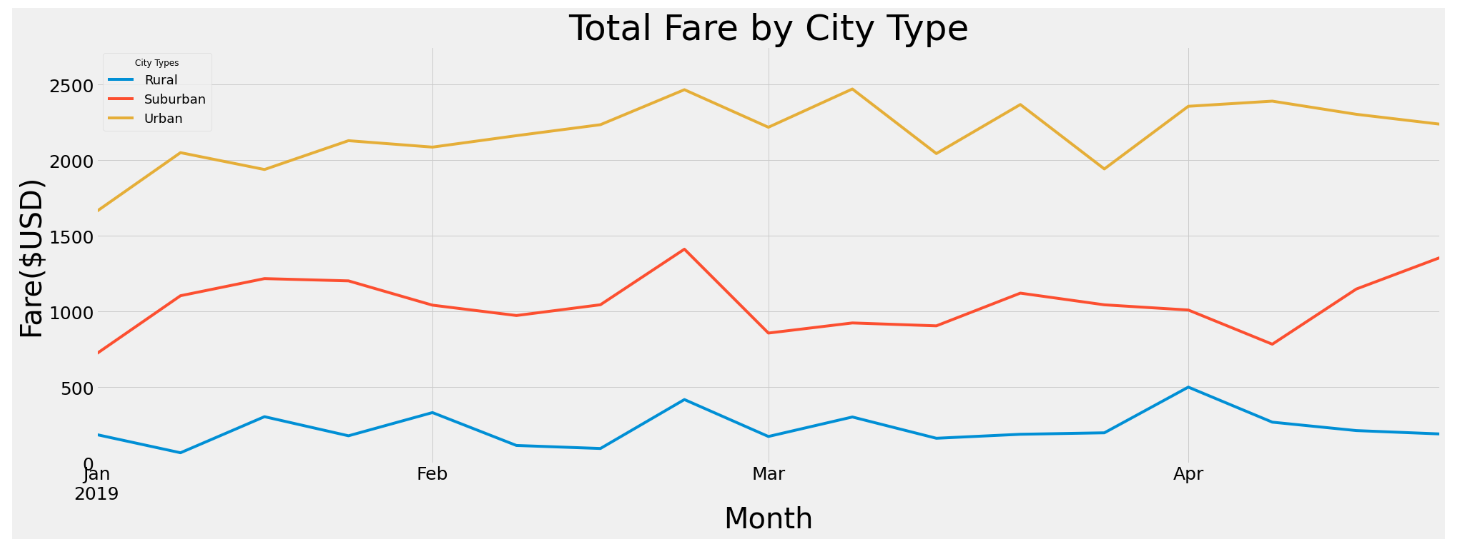 Total Fare by City Type
City Types
Rural
Suburban
Urban
2500
2000
1500
1000
500
0
Fare($USD)
Jan
2019
Feb
Mar
Apr
Month